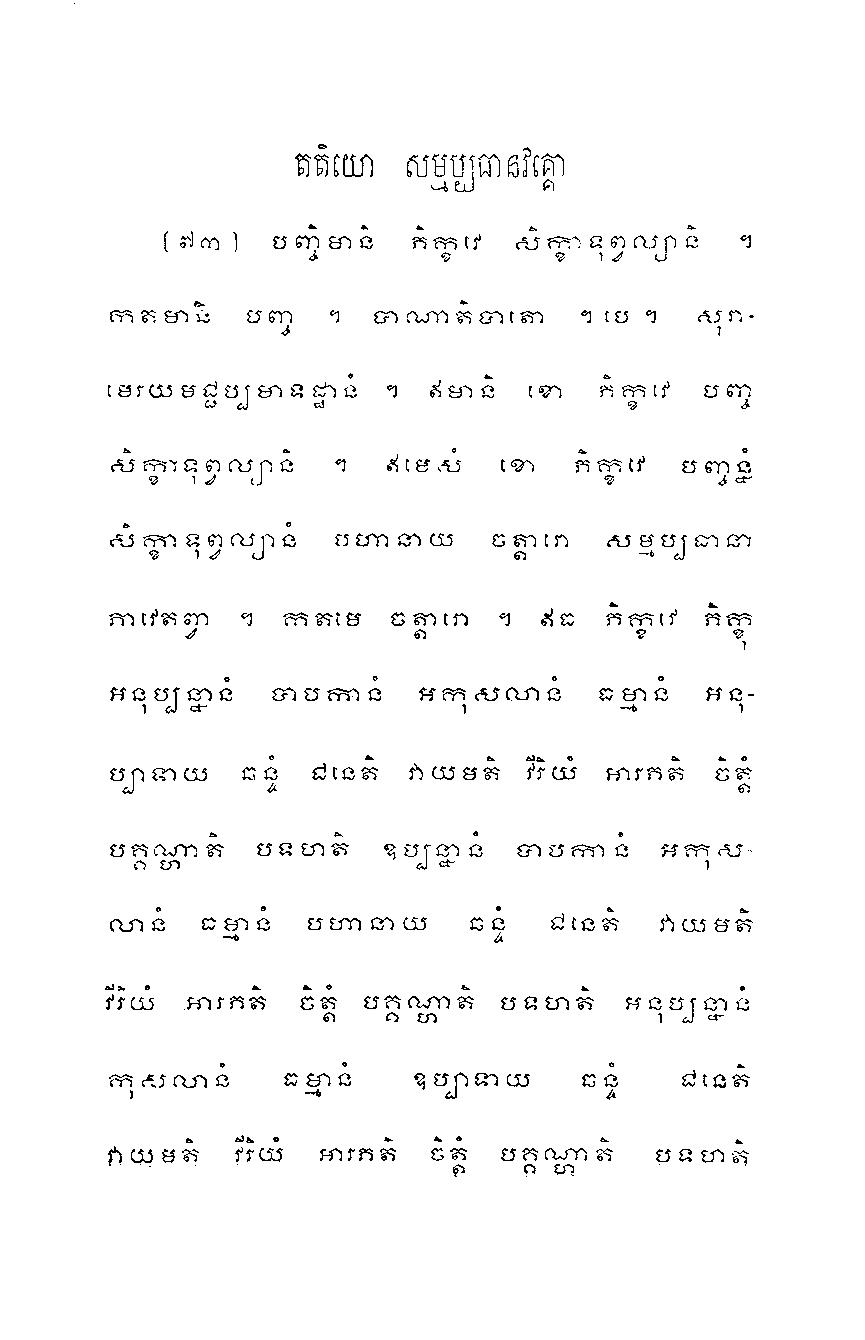 តតិយោ សម្មប្បធានវគ្គោ
(៧៣) បញ្ចិមានិ ភិក្ខវេ សិក្ខាទុព្វល្យានិ ។
កតមានិ បញ្ច ។ បាណាតិបាតោ ។ បេ ។ សុរា-
មេរយមជ្ជប្បមាទដ្ឋានំ ។ ឥមានិ ខោ ភិក្ខវេ បញ្ច
សិក្ខាទុព្វល្យានិ ។ ឥមេសំ ខោ ភិក្ខវេ បញ្ចន្នំ
សិក្ខាទុព្វល្យានំ បហានាយ ចត្តារោ សម្មប្បធានា
ភាវេតព្វា ។ កតមេ ចត្តារោ ។ ឥធ ភិក្ខវេ ភិក្ខុ
អនុប្បន្នានំ បាបកានំ អកុសលានំ ធម្មានំ អនុ-
ប្បាទាយ ឆន្ទំ ជនេតិ វាយមតិ វីរិយំ អារភតិ ចិត្តំ
បគ្គណ្ហាតិ បទហតិ ឧប្បន្នានំ បាបកានំ អកុស-
លានំ ធម្មានំ បហានាយ ឆន្ទំ ជនេតិ វាយមតិ
វីរិយំ អារភតិ ចិត្តំ បគ្គណ្ហាតិ បទហតិ អនុប្បន្នានំ
កុសលានំ ធម្មានំ ឧប្បាទាយ ឆន្ទំ ជនេតិ
វាយមតិ វីរិយំ អារភតិ ចិត្តំ បគ្គណ្ហាតិ បទហតិ